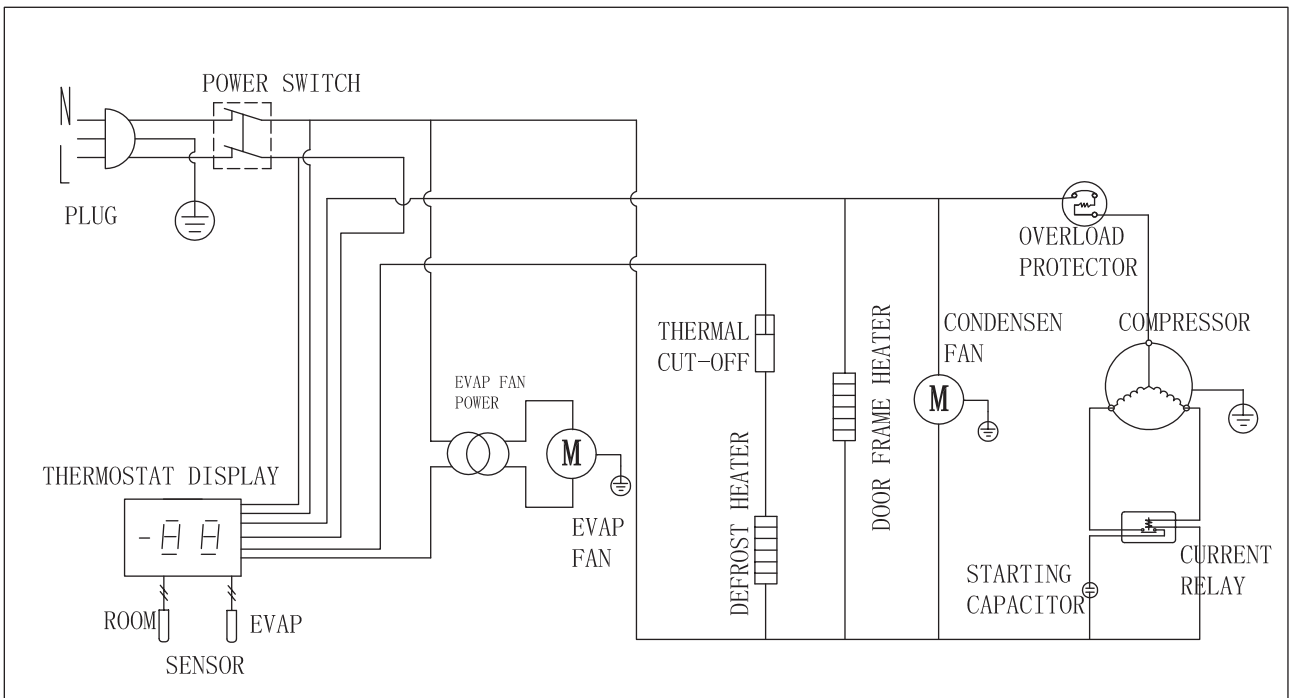 POWER SWITCH
N
L
PLUG
OVERLOAD
PROTECTOR
THERMAL
CUT-OFF
DOOR FRAME HEATER
CONDENSEN
FAN
COMPRESSOR
EVAP FAN
POWER
M
M
THERMOSTAT DISPLAY
-88
EVAP
FAN
DEFROST HEATER
CURRENT
RELAY
STARTING
CAPACITOR
ROOM
EVAP
SENSOR